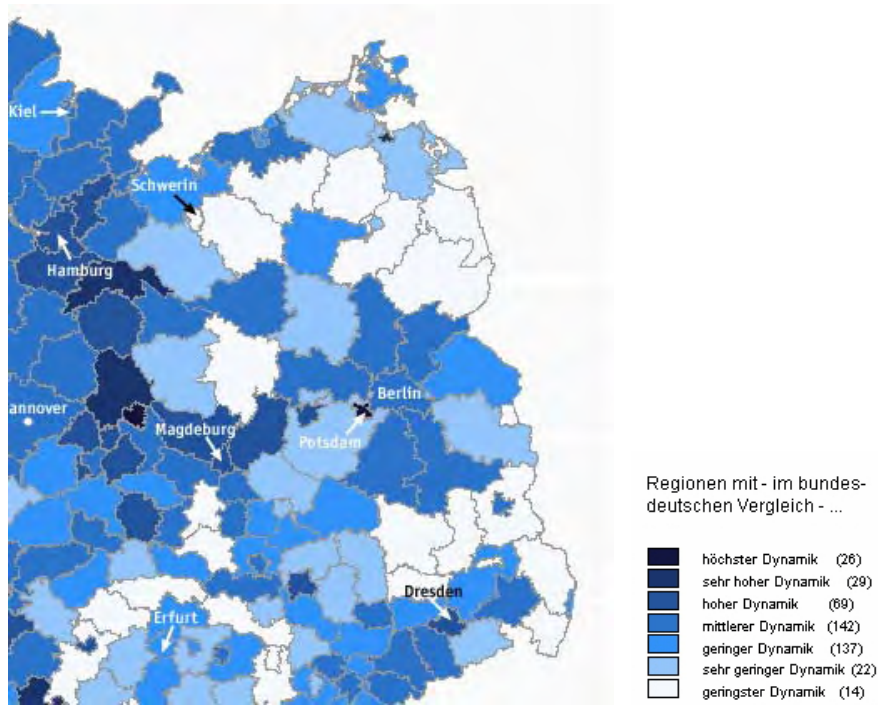 Kiel
Schwerin
Hamburg
annover
Berlin
Magdeburg
Potsdam
Dresden
Erfurt
Regionen mit - im bundes-
deutschen Vergleich - ...
höchster Dynamik (26)
sehr hoher Dynamik (29)
hoher Dynamik (69)
mittlerer Dynamik (142)
geringer Dynamik (137)
sehr geringer Dynamik (22)
geringster Dynamik (14)